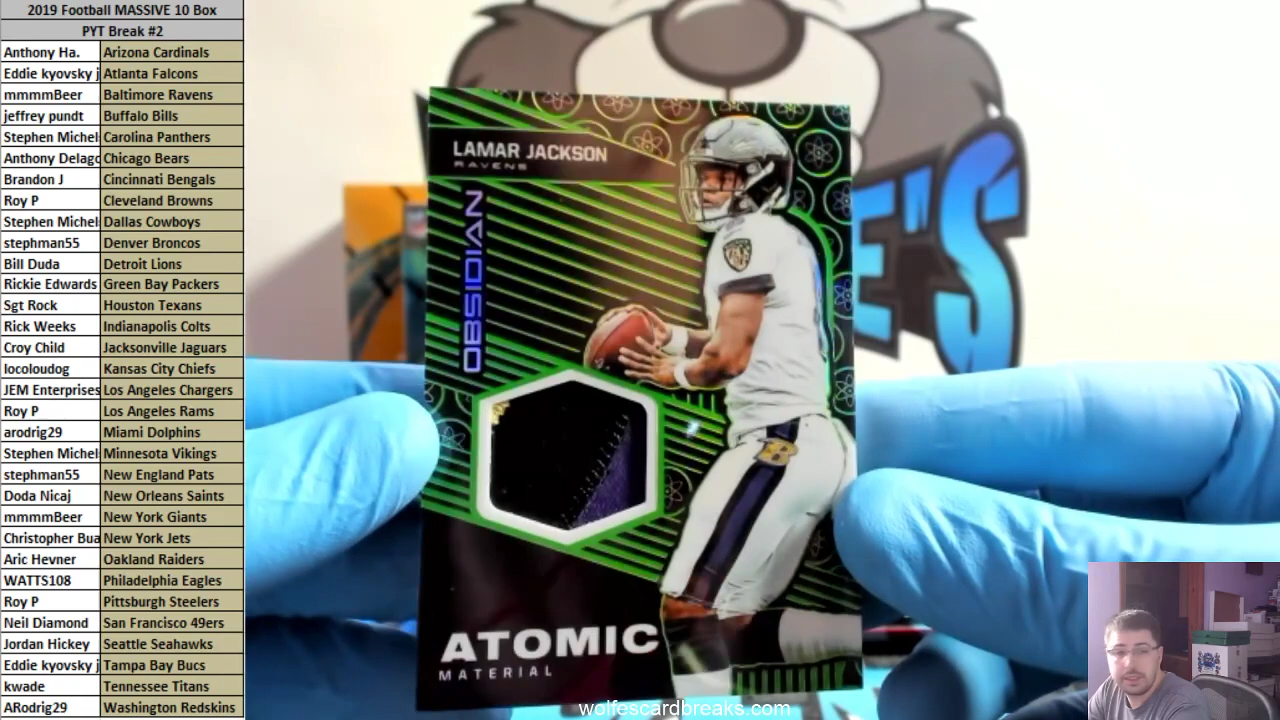 2019 Football MASSIVE 10 Box
PYT Break #2
Anthony Ha. Arizona Cardinals
Eddie kyovsky j Atlanta Falcons
mmmmBeer Baltimore Ravens
jeffrey pundt Buffalo Bills
Stephen Michel Carolina Panthers
Anthony Delago Chicago Bears
Brandon J Cincinnati Bengals
Roy P Cleveland Browns
Stephen Michel Dallas Cowboys
stephman55 Denver Broncos
Bill Duda Detroit Lions
Rickie Edwards Green Bay Packers
Sgt Rock Houston Texans
Rick Weeks Indianapolis Colts
Croy Child Jacksonville Jaguars
locoloudog Kansas City Chiefs
JEM Enterprises Los Angeles Chargers
Roy P Los Angeles Rams
arodrig29 Miami Dolphins
Stephen Michel Minnesota Vikings
stephman55 New England Pats
Doda Nicaj New Orleans Saints
mmmmBeer New York Giants
Christopher Bua New York Jets
Aric Hevner Oakland Raiders
WATTS108 Philadelphia Eagles
Roy P Pittsburgh Steelers
Neil Diamond San Francisco 49ers
Jordan Hickey Seattle Seahawks
Eddie kyovsky j Tampa Bay Bucs
kwade Tennessee Titans
ARodrig29 Washington Redskins
LAMAR JACKSON
RAVENS
OBSIDIAN
B
ATOMIC
MATERIAL
E'S
wolfescardbreaks.com